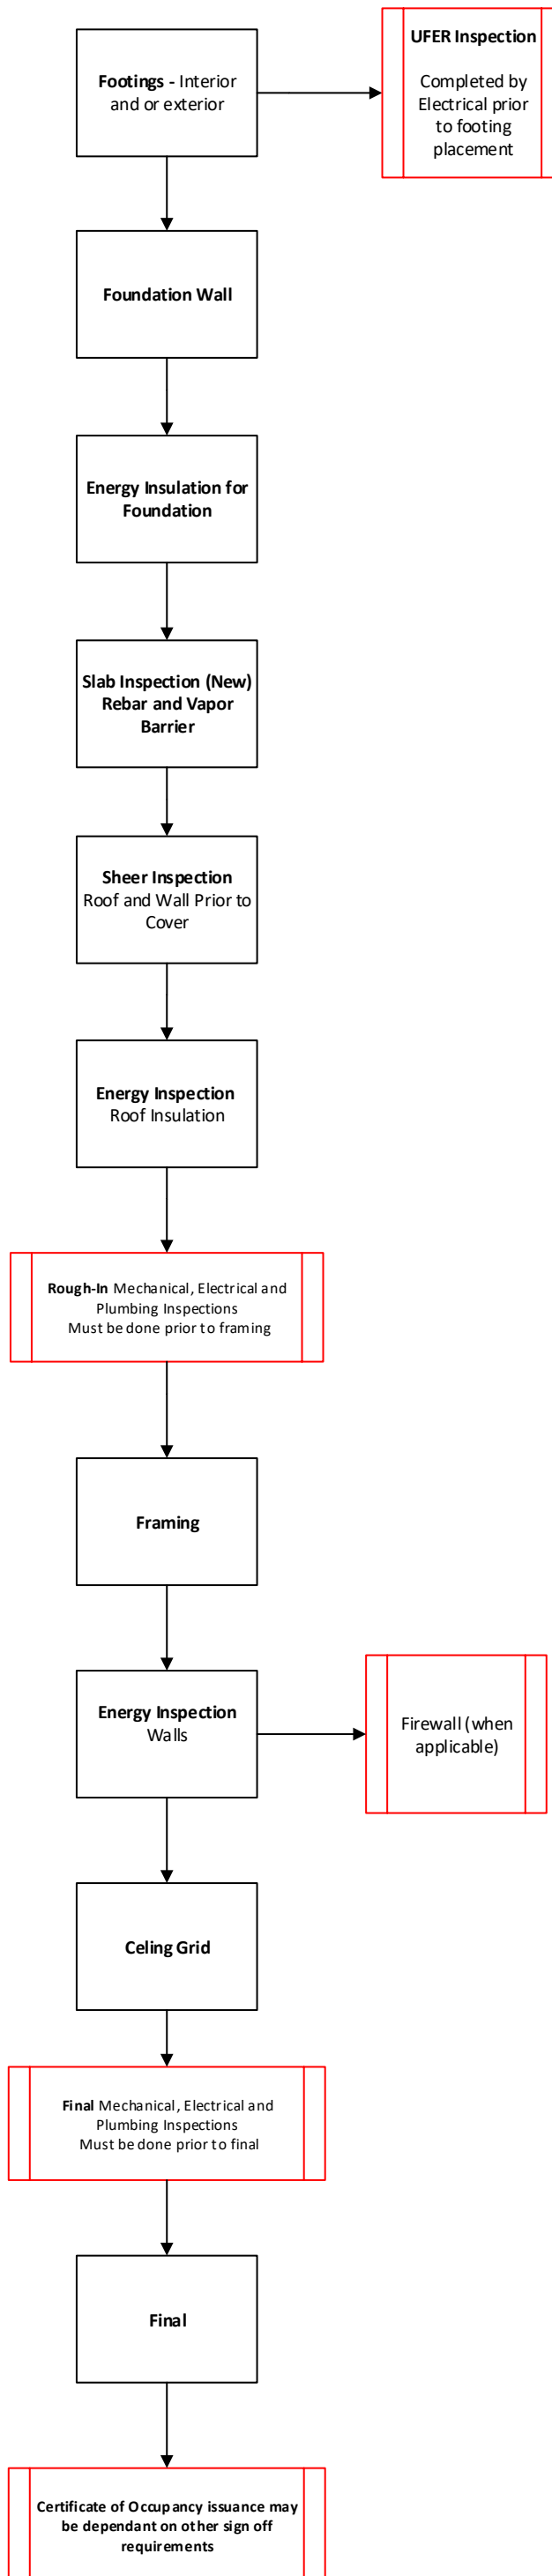 Footings - Interior
and or exterior
UFER Inspection
Completed by
Electrical prior
to footing
placement
Foundation Wall
Energy Insulation for
Foundation
Slab Inspection (New)
Rebar and Vapor
Barrier
Sheer Inspection
Roof and Wall Prior to
Cover
Energy Inspection
Roof Insulation
Rough-In Mechanical, Electrical and
Plumbing Inspections
Must be done prior to framing
Framing
Energy Inspection
Walls
Firewall (when
applicable)
Celing Grid
Final Mechanical, Electrical and
Plumbing Inspections
Must be done prior to final
Final
Certificate of Occupancy issuance may
be dependant on other sign off
requirements